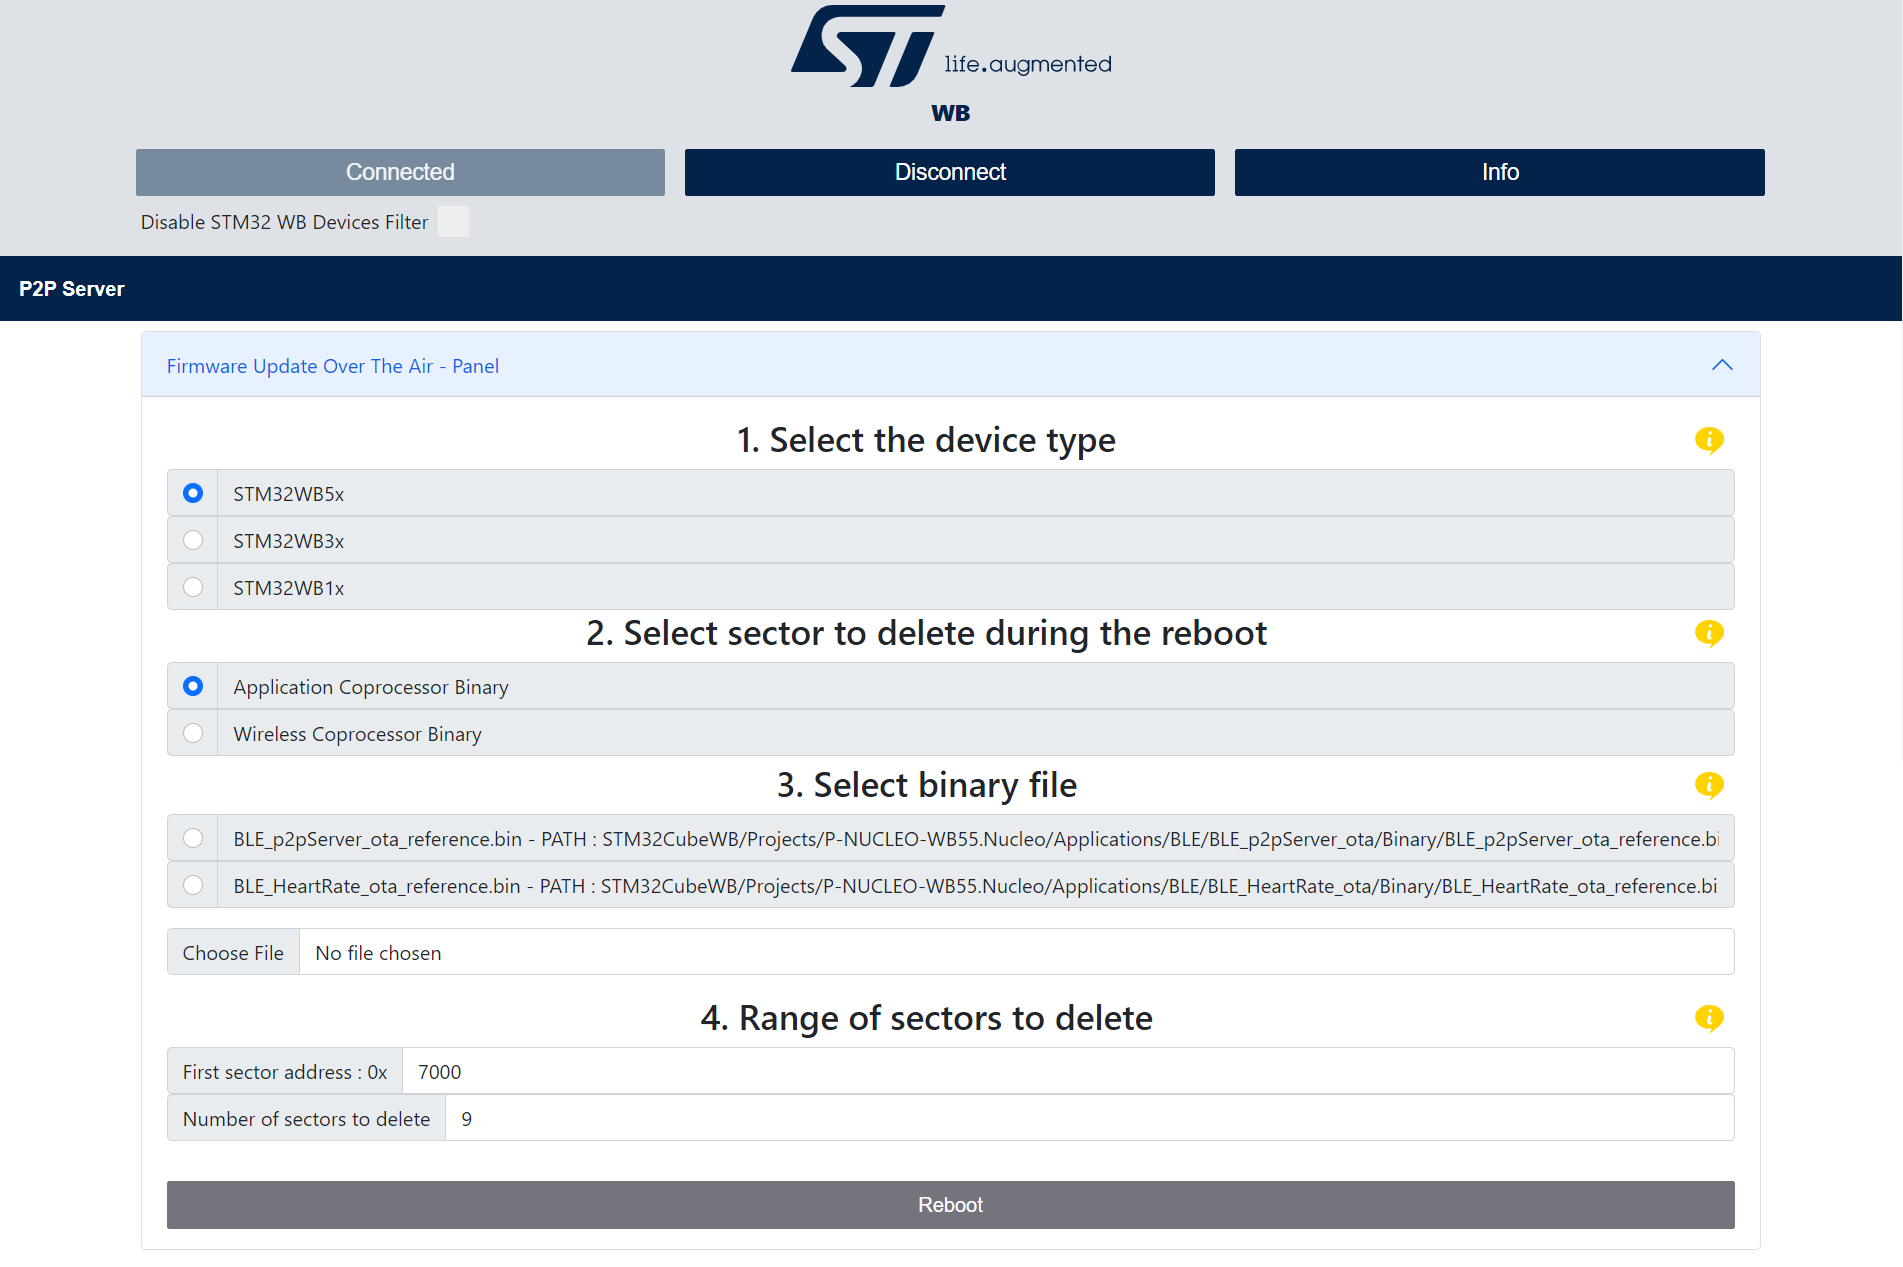 ST life.augmented
WB
Connected
Disconnect
Info
Disable STM32 WB Devices Filter
P2P Server
Firmware Update Over The Air - Panel
1. Select the device type
STM32WB5x
STM32WB3x
STM32WB1x
2. Select sector to delete during the reboot
Application Coprocessor Binary
Wireless Coprocessor Binary
3. Select binary file
BLE_p2pServer_ota_reference.bin - PATH : STM32CubeWB/Projects/P-NUCLEO-WB55.Nucleo/Applications/BLE/BLE_p2pServer_ota/Binary/BLE_p2pServer_ota_reference.bi
BLE_HeartRate_ota_reference.bin - PATH : STM32CubeWB/Projects/P-NUCLEO-WB55.Nucleo/Applications/BLE/BLE_HeartRate_ota/Binary/BLE_HeartRate_ota_reference.bi
Choose File No file chosen
4. Range of sectors to delete
First sector address : 0x 7000
Number of sectors to delete 9
Reboot